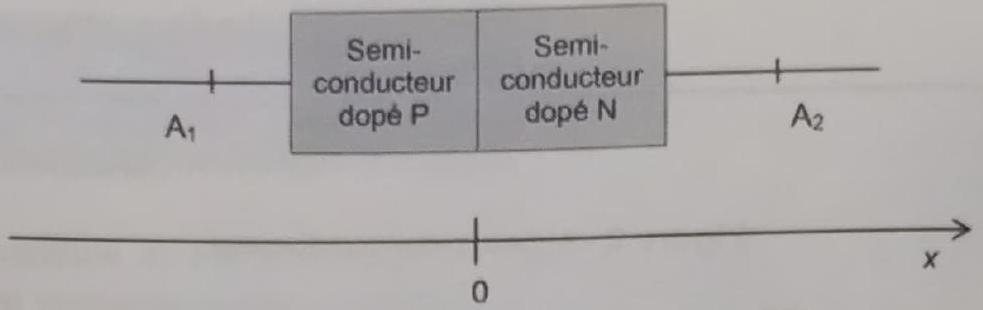 Semi-
conducteur
dopé P
Semi-
conducteur
dopé N
A₁
A₂
0
x